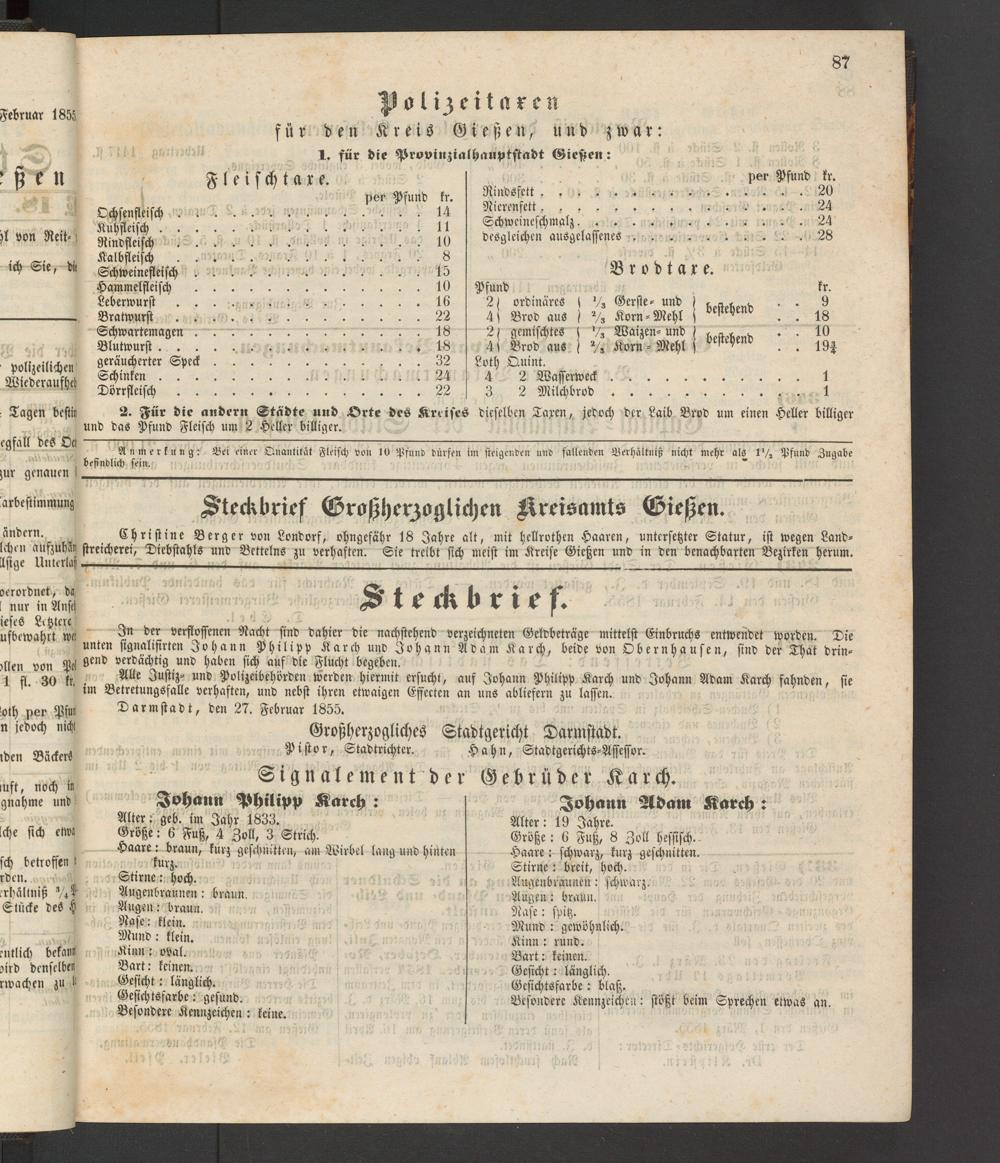 87
Polizeitaxen
für den Kreis Gießen, und zwar:
1. für die Provinzialhauptstadt Gießen:
Fleischtaxe.
per Pfund kr.
Ochsenfleisch . . . . . . . . . . 14
Kuhfleisch . . . . . . . . . . 11
Rindfleisch . . . . . . . . . . 10
Kalbfleisch . . . . . . . . . . 8
Schweinefleisch . . . . . . . . . . 15
Hammelfleisch . . . . . . . . . . 10
Leberwurst . . . . . . . . . . 16
Bratwurst . . . . . . . . . . 22
Schwartemagen . . . . . . . . . . 18
Blutwurst . . . . . . . . . . 18
geräucherter Speck . . . . . . . . . . 32
Schinken . . . . . . . . . . 24
Dörrfleisch . . . . . . . . . . 22
per Pfund kr.
Rindsfett . . . . . . . . . . 20
Nierenfett . . . . . . . . . . 24
Schweineschmalz . . . . . . . . . . 24
desgleichen ausgelassenes . . . . . . . . 28
Brodtaxe.
Pfund kr.
2 } ordinäres { 1/3 Gerste- und } bestehend . . 9
4 } Brod aus { 2/3 Korn-Mehl } . . 18
2 } gemischtes { 1/3 Waizen- und } bestehend . . 10
4 } Brod aus { 2/3 Korn-Mehl } . . 19¾
Loth Quint.
4 2 Wasserweck . . . . . . . . 1
3 2 Milchbrod . . . . . . . . 1
2. Für die andern Städte und Orte des Kreises dieselben Taxen, jedoch der Laib Brod um einen Heller billiger
und das Pfund Fleisch um 2 Heller billiger.
Anmerkung: Bei einer Quantität Fleisch von 10 Pfund dürfen im steigenden und fallenden Verhältniß nicht mehr als 1½ Pfund Zugabe
befindlich sein.
Steckbrief Großherzoglichen Kreisamts Gießen.
Christine Berger von Londorf, ohngefähr 18 Jahre alt, mit hellrothen Haaren, untersetzter Statur, ist wegen Land-
streicherei, Diebstahls und Bettelns zu verhaften. Sie treibt sich meist im Kreise Gießen und in den benachbarten Bezirken herum.
Steckbrief.
In der verflossenen Nacht sind dahier die nachstehend verzeichneten Geldbeträge mittelst Einbruchs entwendet worden. Die
unten signalisirten Johann Philipp Karch und Johann Adam Karch, beide von Obernhausen, sind der That drin-
gend verdächtig und haben sich auf die Flucht begeben.
Alle Justiz- und Polizeibehörden werden hiermit ersucht, auf Johann Philipp Karch und Johann Adam Karch fahnden, sie
im Betretungsfalle verhaften, und nebst ihren etwaigen Effecten an uns abliefern zu lassen.
Darmstadt, den 27. Februar 1855.
Großherzogliches Stadtgericht Darmstadt.
Pistor, Stadtrichter. Hahn, Stadtgerichts-Assessor.
Signalement der Gebrüder Karch.
Johann Philipp Karch:
Alter: geb. im Jahr 1833.
Größe: 6 Fuß, 4 Zoll, 3 Strich.
Haare: braun, kurz geschnitten, am Wirbel lang und hinten
kurz.
Stirne: hoch.
Augenbraunen: braun.
Augen: braun.
Nase: klein.
Mund: klein.
Kinn: oval.
Bart: keinen.
Gesicht: länglich.
Gesichtsfarbe: gesund.
Besondere Kennzeichen: keine.
Johann Adam Karch:
Alter: 19 Jahre.
Größe: 6 Fuß, 8 Zoll hessisch.
Haare: schwarz, kurz geschnitten.
Stirne: breit, hoch.
Augenbraunen: schwarz.
Augen: braun.
Nase: spitz.
Mund: gewöhnlich.
Kinn: rund.
Bart: keinen.
Gesicht: länglich.
Gesichtsfarbe: blaß.
Besondere Kennzeichen: stößt beim Sprechen etwas an.